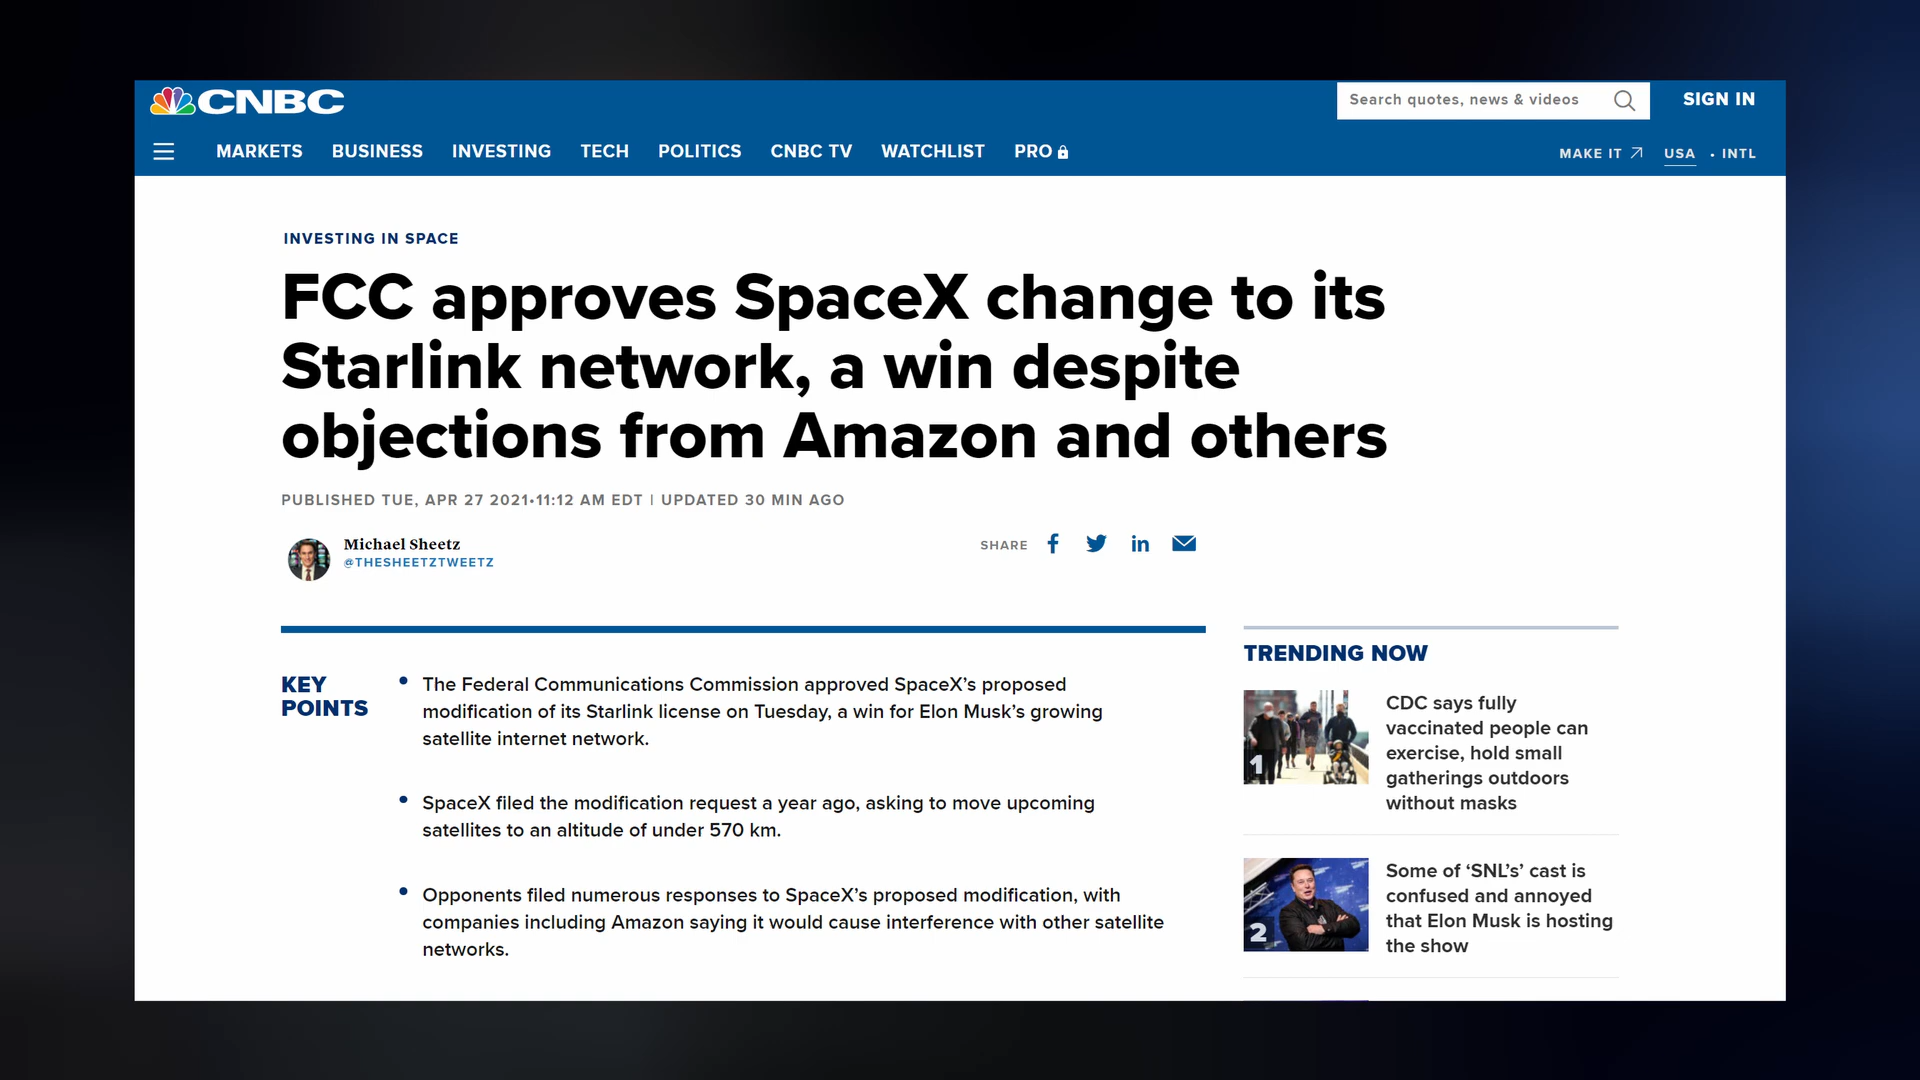 CNBC
Search quotes, news & videos
SIGN IN
MARKETS BUSINESS INVESTING TECH POLITICS CNBC TV WATCHLIST PRO
MAKE IT USA • INTL
INVESTING IN SPACE
FCC approves SpaceX change to its
Starlink network, a win despite
objections from Amazon and others
PUBLISHED TUE, APR 27 2021•11:12 AM EDT | UPDATED 30 MIN AGO
Michael Sheetz
@THESHEETZTWEETZ
SHARE
KEY
POINTS
• The Federal Communications Commission approved SpaceX’s proposed
modification of its Starlink license on Tuesday, a win for Elon Musk’s growing
satellite internet network.
• SpaceX filed the modification request a year ago, asking to move upcoming
satellites to an altitude of under 570 km.
• Opponents filed numerous responses to SpaceX’s proposed modification, with
companies including Amazon saying it would cause interference with other satellite
networks.
TRENDING NOW
1
CDC says fully
vaccinated people can
exercise, hold small
gatherings outdoors
without masks
2
Some of ‘SNL’s’ cast is
confused and annoyed
that Elon Musk is hosting
the show